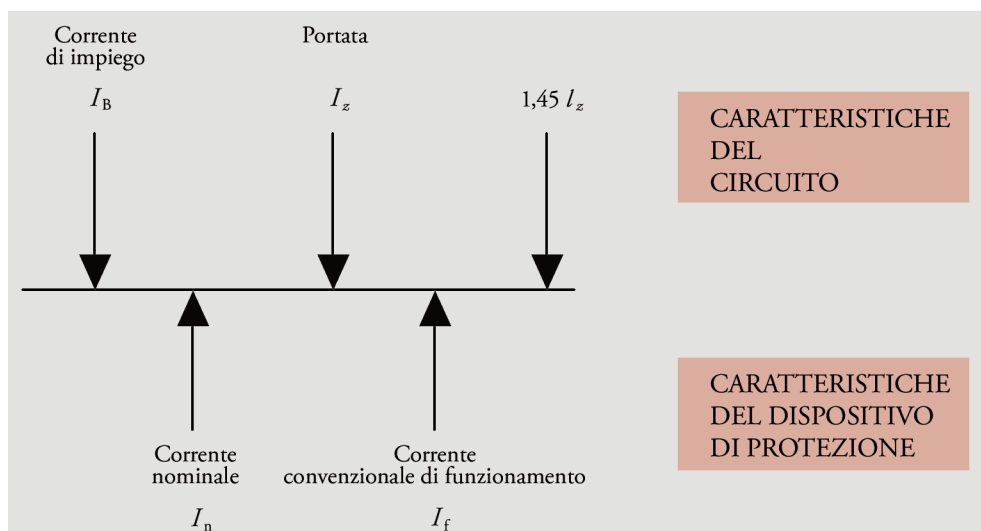 Corrente
di impiego
I_B
Portata
I_z
1,45 l_z
CARATTERISTICHE
DEL
CIRCUITO
Corrente
nominale
I_n
Corrente
convenzionale di funzionamento
I_f
CARATTERISTICHE
DEL DISPOSITIVO
DI PROTEZIONE